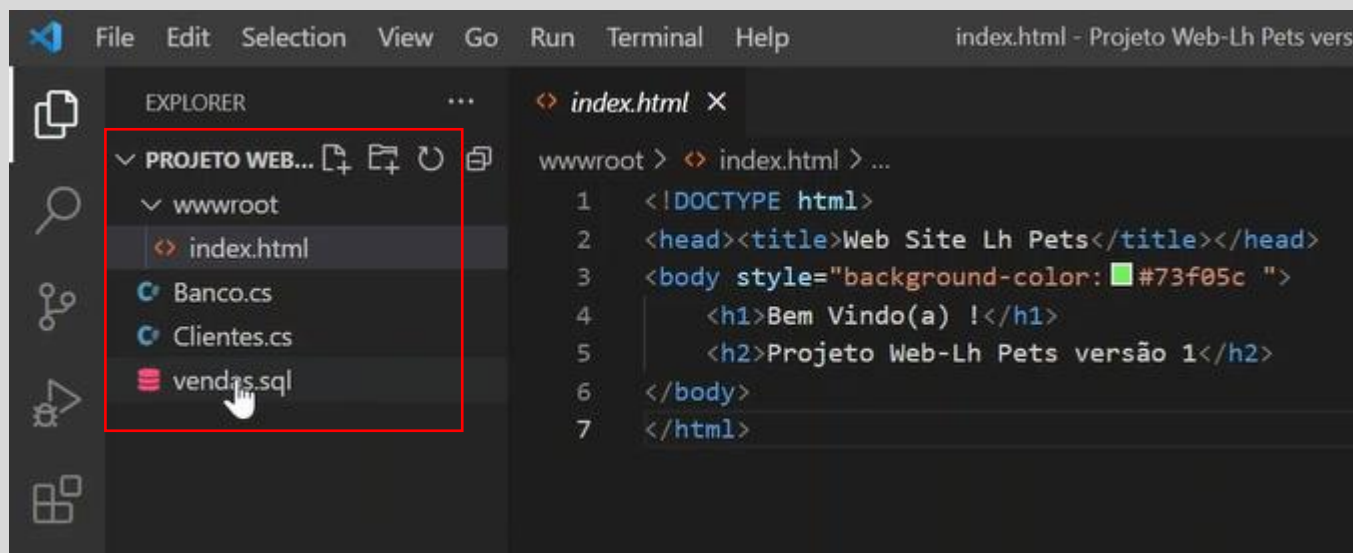 File Edit Selection View Go Run Terminal Help index.html - Projeto Web-Lh Pets vers
EXPLORER ...
PROJETO WEB...
wwwroot
index.html
Banco.cs
Clientes.cs
vendas.sql
index.html
wwwroot > index.html > ...
1 <!DOCTYPE html>
2 <head><title>Web Site Lh Pets</title></head>
3 <body style="background-color: #73f05c ">
4 <h1>Bem Vindo(a) !</h1>
5 <h2>Projeto Web-Lh Pets versão 1</h2>
6 </body>
7 </html>